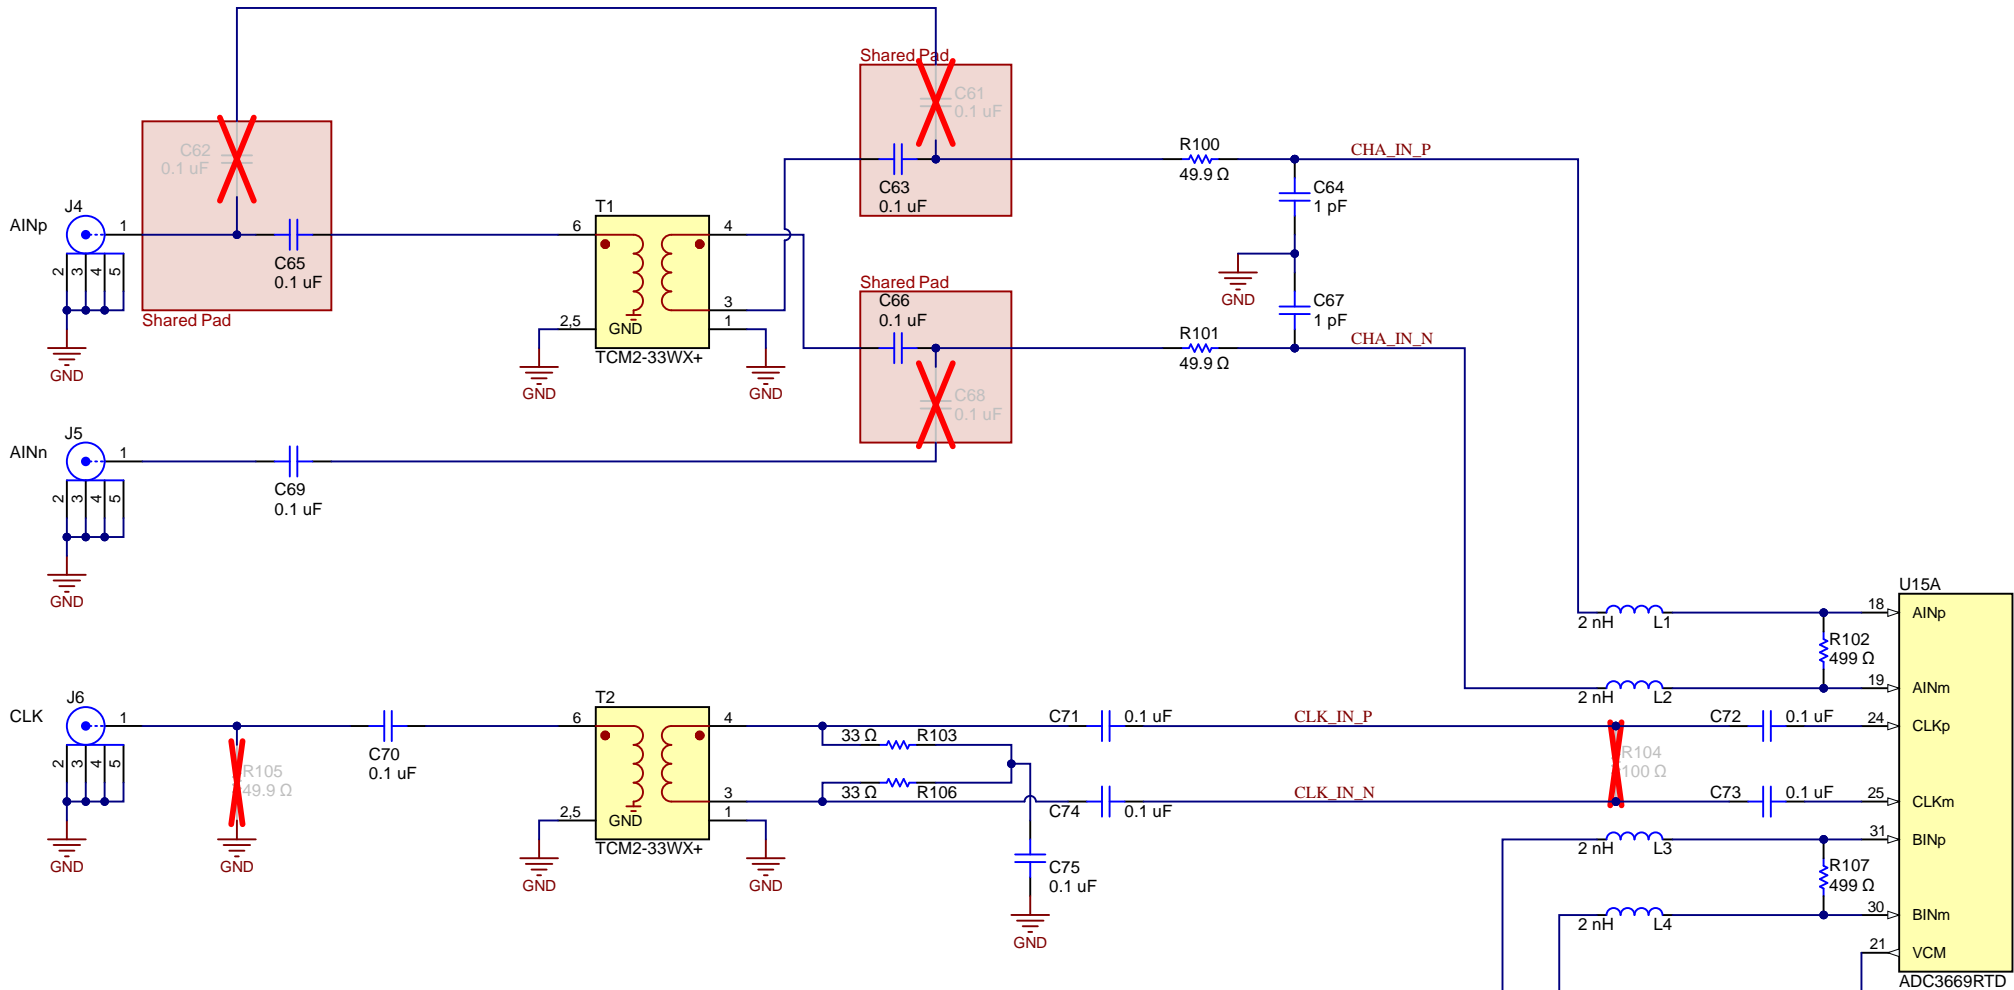 Shared Pad
C61
0.1 uF
C62
0.1 uF
R100
49.9 Ω
CHA_IN_P
C63
0.1 uF
C64
1 pF
J4
AINp
1
2
3
4
5
C65
0.1 uF
Shared Pad
GND
T1
6
4
3
2,5
1
GND
TCM2-33WX+
GND
GND
Shared Pad
C66
0.1 uF
GND
C67
1 pF
R101
49.9 Ω
CHA_IN_N
C68
0.1 uF
J5
AINn
1
2
3
4
5
C69
0.1 uF
GND
U15A
18
AINp
2 nH
L1
R102
499 Ω
19
AINm
2 nH
L2
J6
CLK
1
2
3
4
5
GND
R105
49.9 Ω
GND
C70
0.1 uF
T2
6
4
3
2,5
1
GND
TCM2-33WX+
GND
GND
33 Ω
R103
33 Ω
R106
C71
0.1 uF
CLK_IN_P
R104
100 Ω
C72
0.1 uF
24
CLKp
C74
0.1 uF
CLK_IN_N
C73
0.1 uF
25
CLKm
C75
0.1 uF
GND
31
BINp
2 nH
L3
R107
499 Ω
30
BINm
2 nH
L4
21
VCM
ADC3669RTD